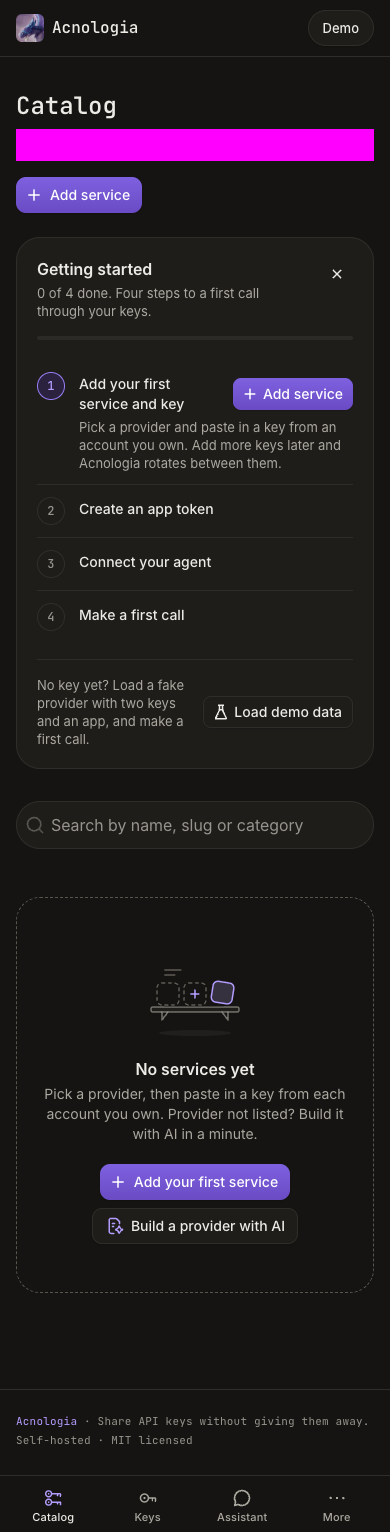 Acnologia
Demo
Catalog
Add service
Getting started
0 of 4 done. Four steps to a first call
through your keys.
1
Add your first
service and key
Add service
Pick a provider and paste in a key from an
account you own. Add more keys later and
Acnologia rotates between them.
2
Create an app token
3
Connect your agent
4
Make a first call
No key yet? Load a fake
provider with two keys
and an app, and make a
first call.
Load demo data
Search by name, slug or category
No services yet
Pick a provider, then paste in a key from each
account you own. Provider not listed? Build it
with AI in a minute.
Add your first service
Build a provider with AI
Acnologia · Share API keys without giving them away.
Self-hosted · MIT licensed
Catalog
Keys
Assistant
More